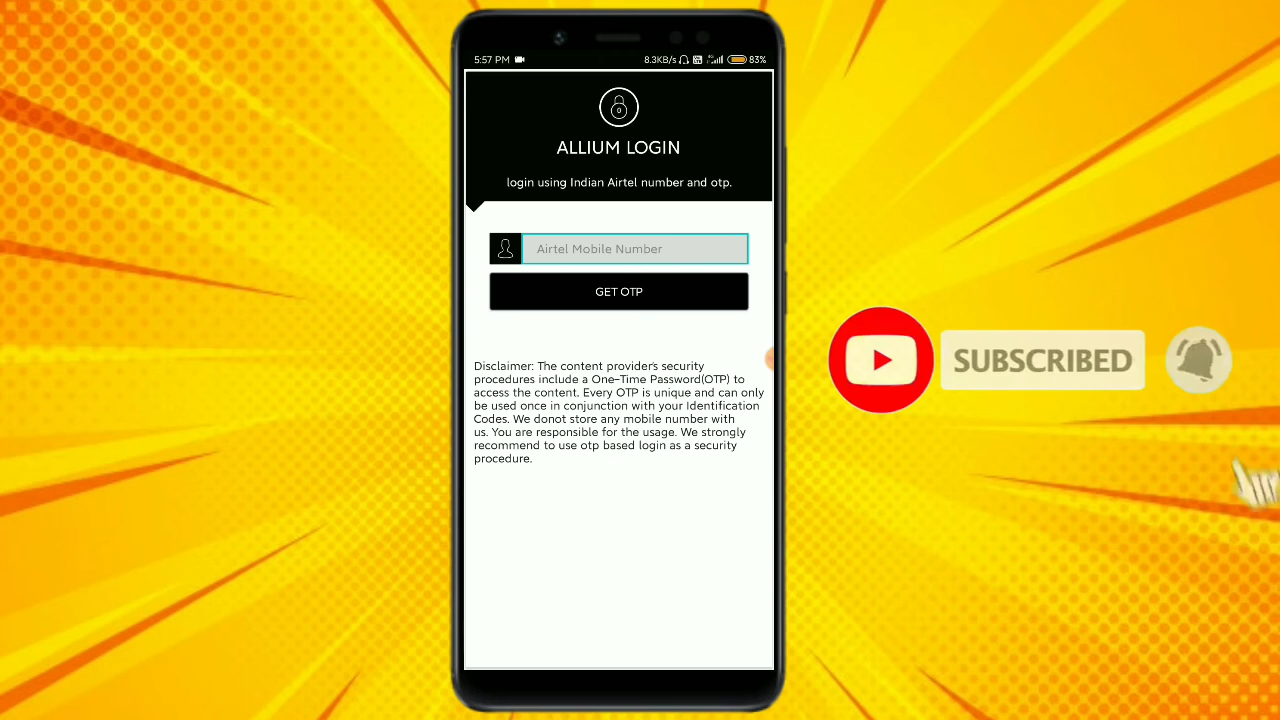 5:57 PM 8.3KB/s 4G 83%
ALLIUM LOGIN
login using Indian Airtel number and otp.
Airtel Mobile Number
GET OTP
Disclaimer: The content provider's security
procedures include a One-Time Password(OTP) to
access the content. Every OTP is unique and can only
be used once in conjunction with your Identification
Codes. We donot store any mobile number with
us. You are responsible for the usage. We strongly
recommend to use otp based login as a security
procedure.
SUBSCRIBED